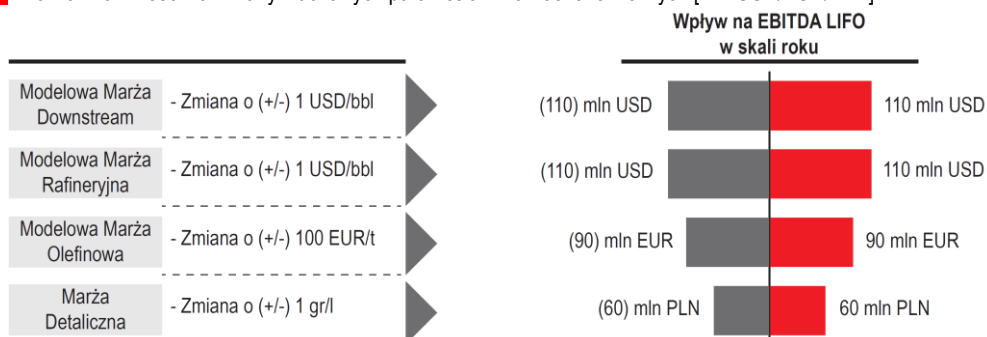 Wpływ na EBITDA LIFO
w skali roku
Modelowa Marża
Downstream
- Zmiana o (+/-) 1 USD/bbl
(110) mln USD
110 mln USD
Modelowa Marża
Rafineryjna
- Zmiana o (+/-) 1 USD/bbl
(110) mln USD
110 mln USD
Modelowa Marża
Olefinowa
- Zmiana o (+/-) 100 EUR/t
(90) mln EUR
90 mln EUR
Marża
Detaliczna
- Zmiana o (+/-) 1 gr/l
(60) mln PLN
60 mln PLN